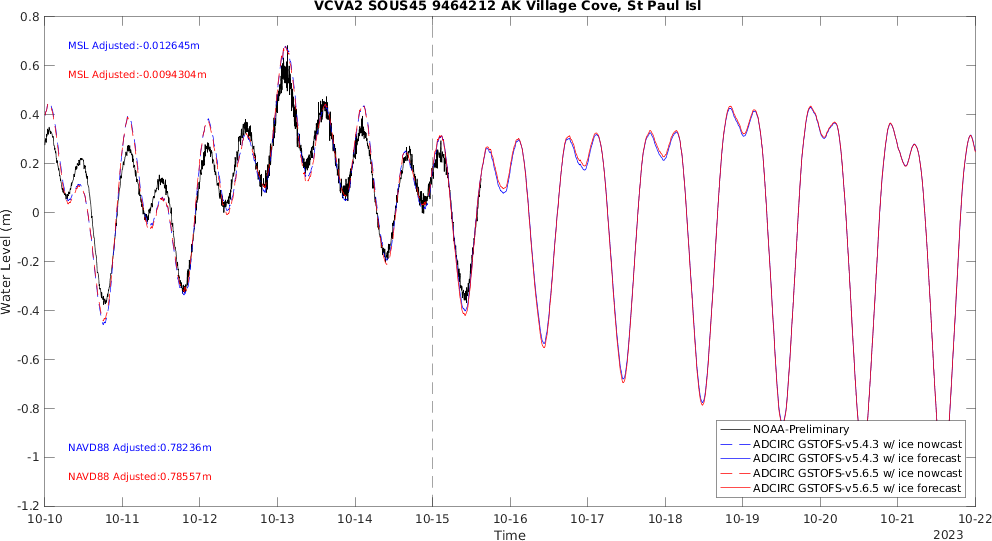 VCVA2 SOUS45 9464212 AK Village Cove, St Paul Isl
0.8
0.6
0.4
0.2
0
-0.2
-0.4
-0.6
-0.8
-1
-1.2
Water Level (m)
MSL Adjusted:-0.012645m
MSL Adjusted:-0.0094304m
NAVD88 Adjusted:0.78236m
NAVD88 Adjusted:0.78557m
NOAA-Preliminary
ADCIRC GSTOFS-v5.4.3 w/ ice nowcast
ADCIRC GSTOFS-v5.4.3 w/ ice forecast
ADCIRC GSTOFS-v5.6.5 w/ ice nowcast
ADCIRC GSTOFS-v5.6.5 w/ ice forecast
10-10 10-11 10-12 10-13 10-14 10-15 10-16 10-17 10-18 10-19 10-20 10-21 10-22
Time
2023